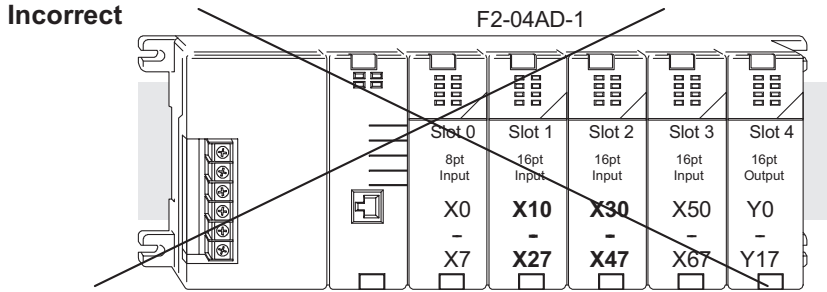 Incorrect
F2-04AD-1
Slot 0 Slot 1 Slot 2 Slot 3 Slot 4
8pt 16pt 16pt 16pt 16pt
Input Input Input Input Output
X0 X10 X30 X50 Y0
- - - - -
X7 X27 X47 X67 Y17